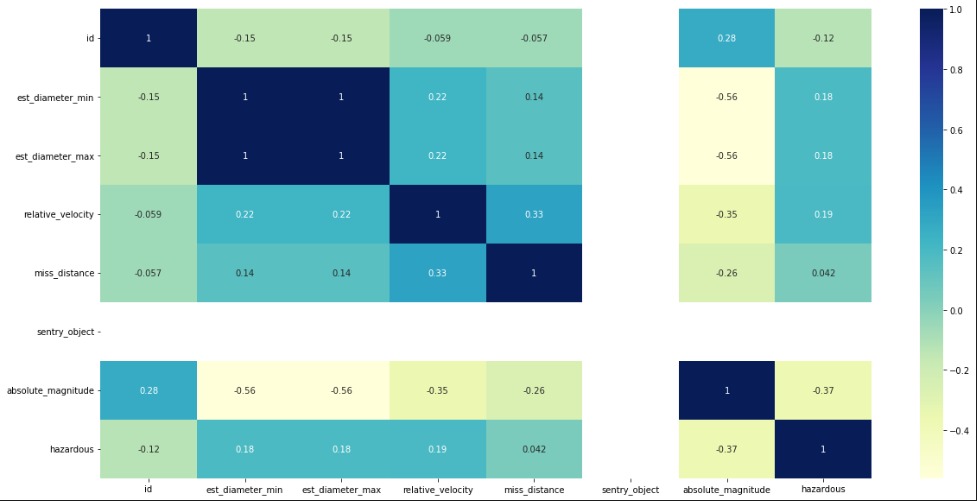 id 1 -0.15 -0.15 -0.059 -0.057 0.28 -0.12
est_diameter_min -0.15 1 1 0.22 0.14 -0.56 0.18
est_diameter_max -0.15 1 1 0.22 0.14 -0.56 0.18
relative_velocity -0.059 0.22 0.22 1 0.33 -0.35 0.19
miss_distance -0.057 0.14 0.14 0.33 1 -0.26 0.042
sentry_object
absolute_magnitude 0.28 -0.56 -0.56 -0.35 -0.26 1 -0.37
hazardous -0.12 0.18 0.18 0.19 0.042 -0.37 1
id est_diameter_min est_diameter_max relative_velocity miss_distance sentry_object absolute_magnitude hazardous
1.0
0.8
0.6
0.4
0.2
0.0
−0.2
−0.4